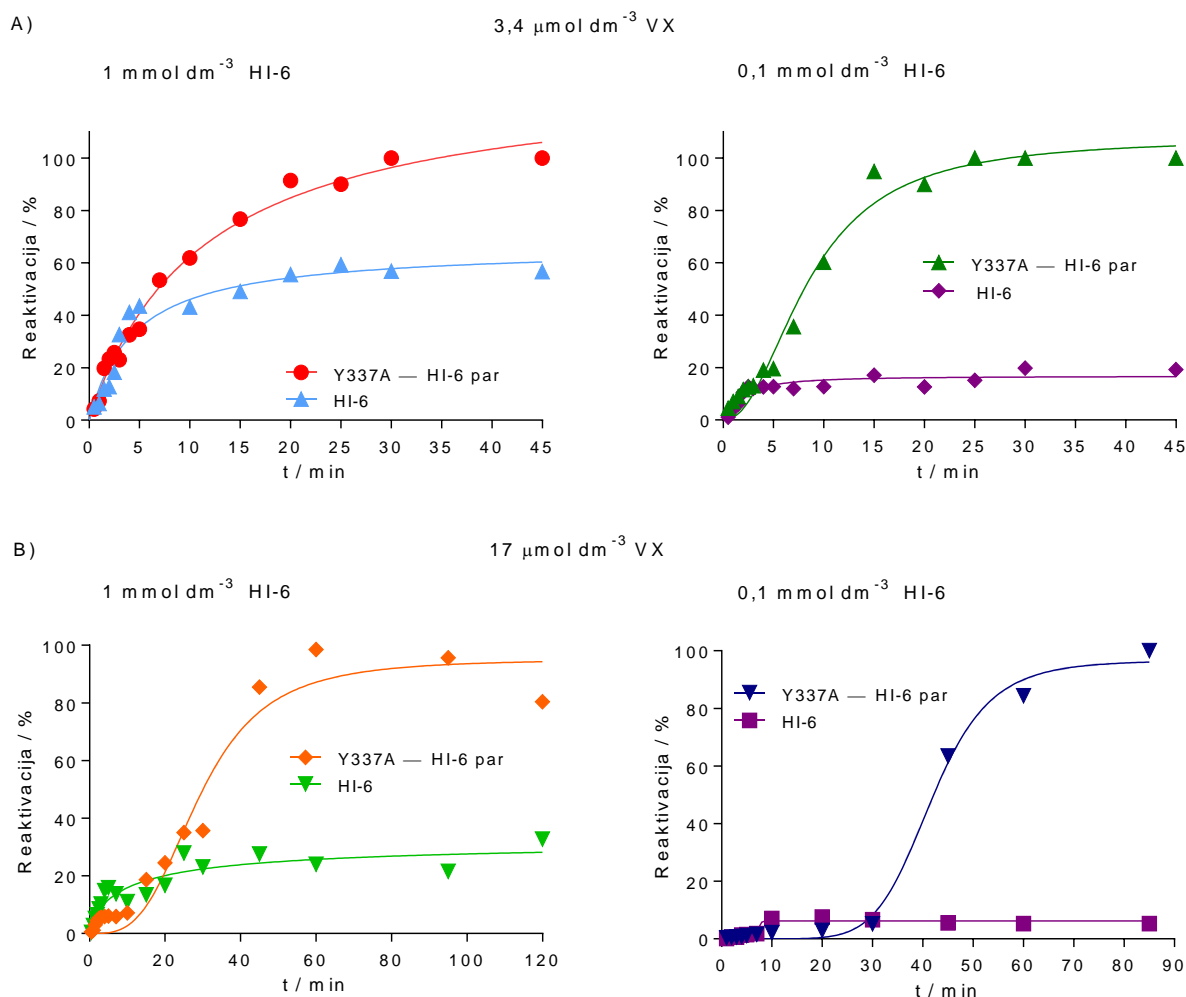 A)
3,4 µmol dm⁻³ VX
1 mmol dm⁻³ HI-6
0,1 mmol dm⁻³ HI-6
Reaktivacija / %
100
80
60
40
20
0
Y337A — HI-6 par
HI-6
0 5 10 15 20 25 30 35 40 45
t / min
Reaktivacija / %
100
80
60
40
20
0
Y337A — HI-6 par
HI-6
0 5 10 15 20 25 30 35 40 45
t / min
B)
17 µmol dm⁻³ VX
1 mmol dm⁻³ HI-6
0,1 mmol dm⁻³ HI-6
Reaktivacija / %
100
80
60
40
20
0
Y337A — HI-6 par
HI-6
0 20 40 60 80 100 120
t / min
Reaktivacija / %
100
80
60
40
20
0
Y337A — HI-6 par
HI-6
0 10 20 30 40 50 60 70 80 90
t / min